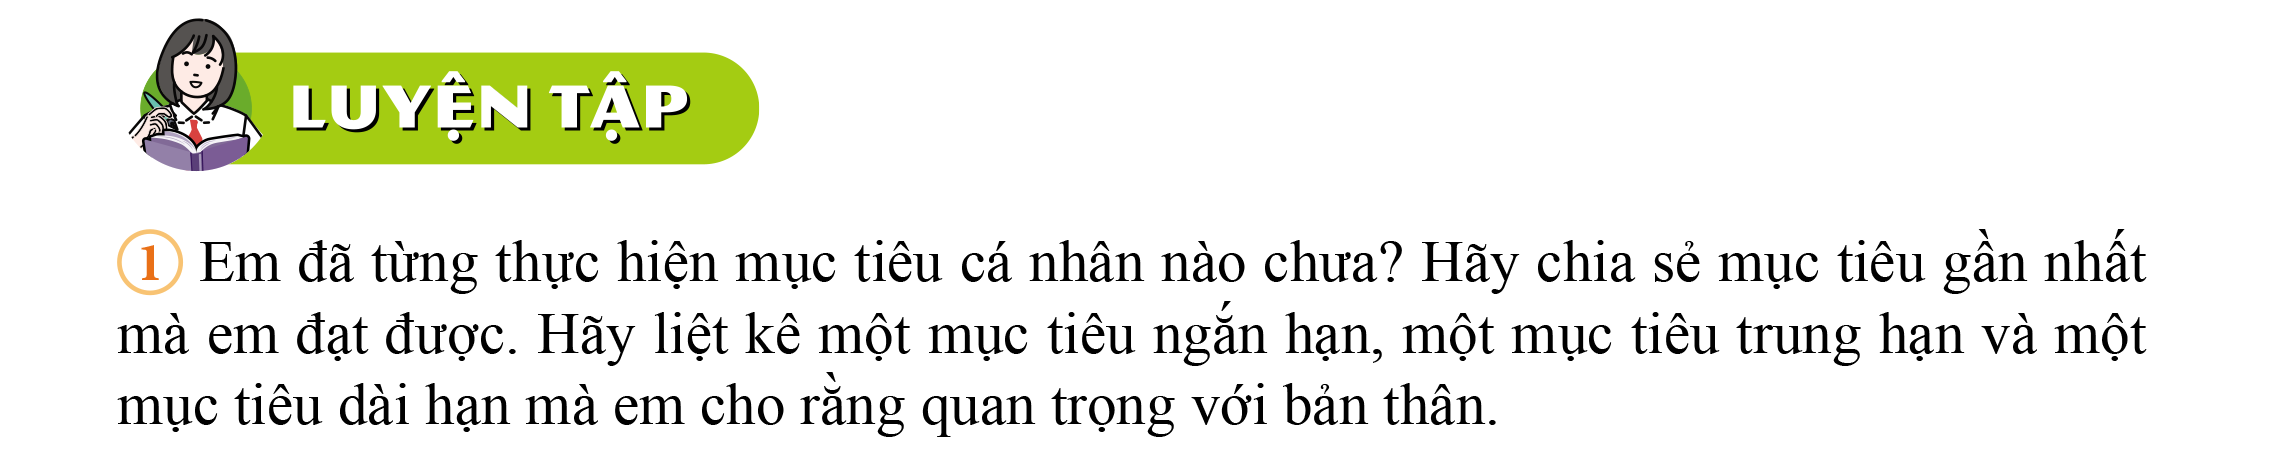 LUYỆN TẬP
1 Em đã từng thực hiện mục tiêu cá nhân nào chưa? Hãy chia sẻ mục tiêu gần nhất
mà em đạt được. Hãy liệt kê một mục tiêu ngắn hạn, một mục tiêu trung hạn và một
mục tiêu dài hạn mà em cho rằng quan trọng với bản thân.